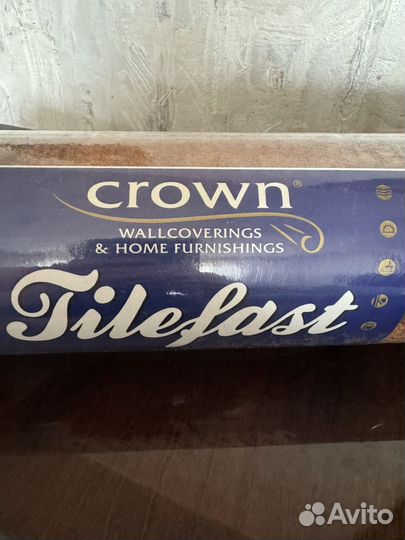 crown®
WALLCOVERINGS
& HOME FURNISHINGS
Tilefast
Avito